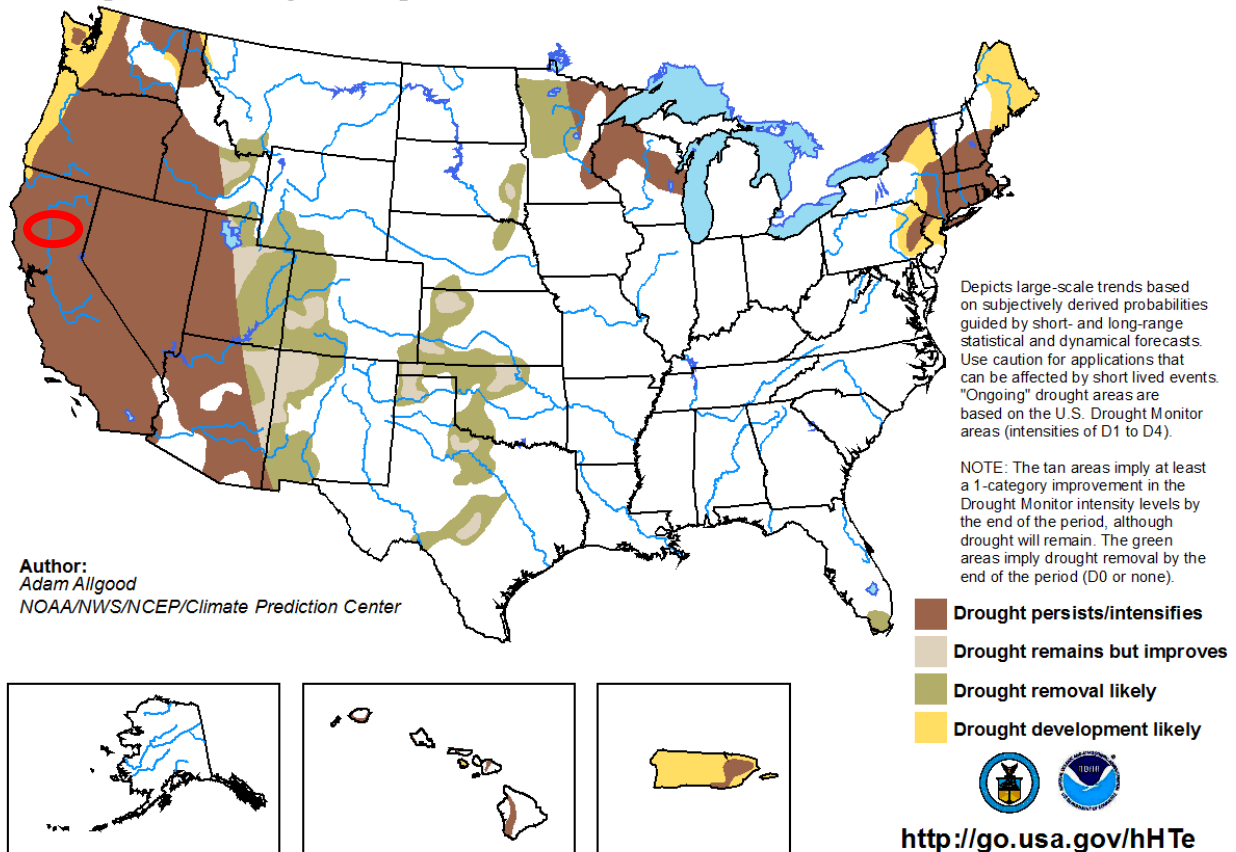 Depicts large-scale trends based
on subjectively derived probabilities
guided by short- and long-range
statistical and dynamical forecasts.
Use caution for applications that
can be affected by short lived events.
"Ongoing" drought areas are
based on the U.S. Drought Monitor
areas (intensities of D1 to D4).
NOTE: The tan areas imply at least
a 1-category improvement in the
Drought Monitor intensity levels by
the end of the period, although
drought will remain. The green
areas imply drought removal by the
end of the period (D0 or none).
Author:
Adam Allgood
NOAA/NWS/NCEP/Climate Prediction Center
Drought persists/intensifies
Drought remains but improves
Drought removal likely
Drought development likely
http://go.usa.gov/hHTe